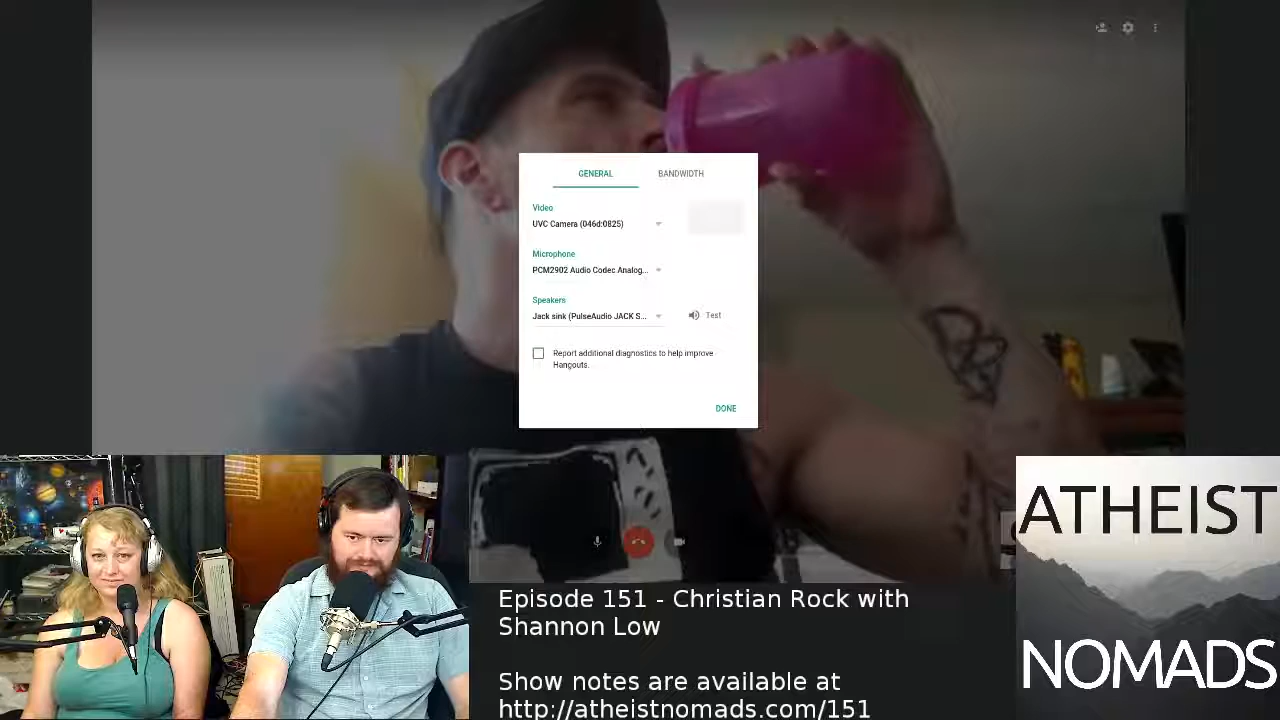 GENERAL
BANDWIDTH
Video
UVC Camera (046d:0825)
Microphone
PCM2902 Audio Codec Analog...
Speakers
Jack sink (PulseAudio JACK S...
Test
Report additional diagnostics to help improve
Hangouts.
DONE
ATHEIST
NOMADS
Episode 151 - Christian Rock with
Shannon Low
Show notes are available at
http://atheistnomads.com/151